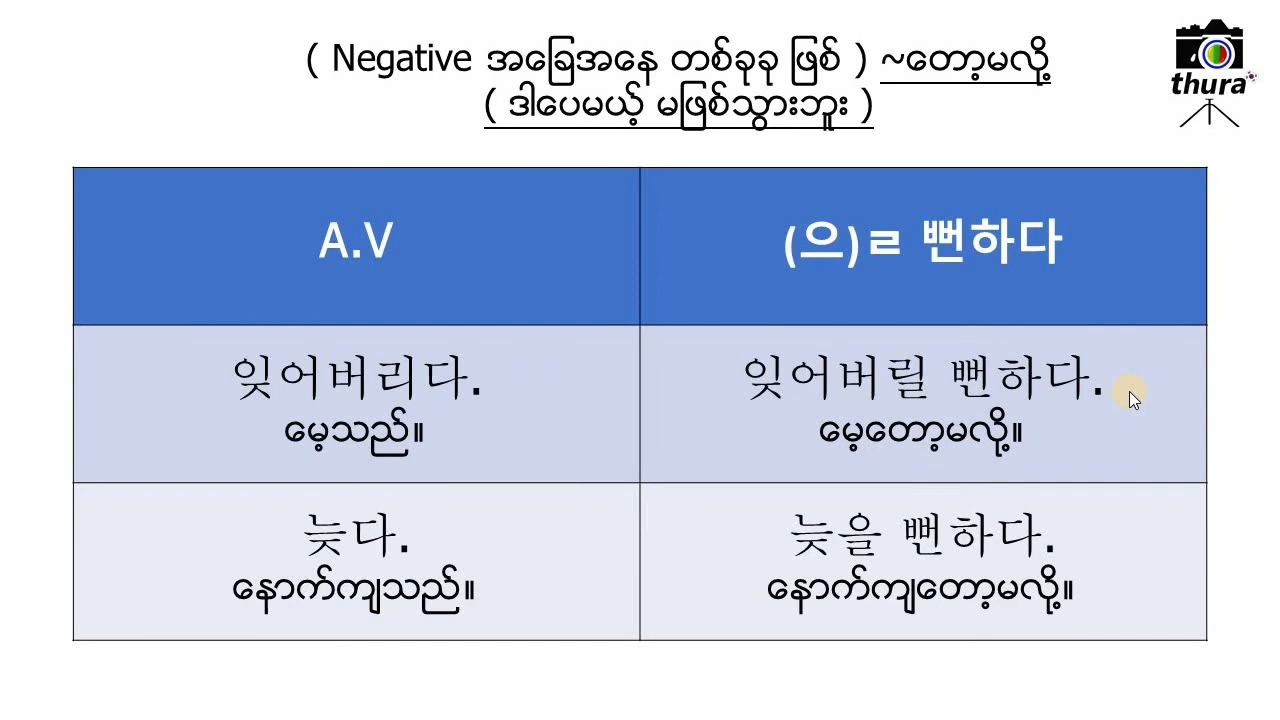 ( Negative အခြေအနေ တစ်ခုခု ဖြစ် ) ~တော့မလို့
( ဒါပေမယ့် မဖြစ်သွားဘူး )
thura
A.V
(으)ㄹ 뻔하다
잊어버리다.
မေ့သည်။
잊어버릴 뻔하다.
မေ့တော့မလို့။
늦다.
နောက်ကျသည်။
늦을 뻔하다.
နောက်ကျတော့မလို့။